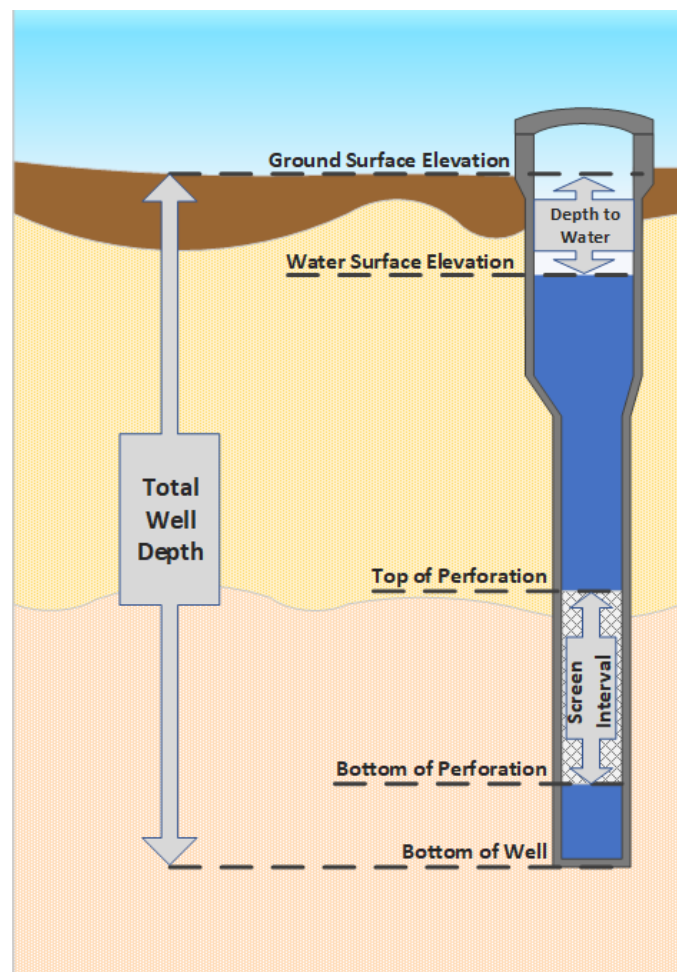 Ground Surface Elevation
Depth to
Water
Water Surface Elevation
Total
Well
Depth
Top of Perforation
Screen
Interval
Bottom of Perforation
Bottom of Well